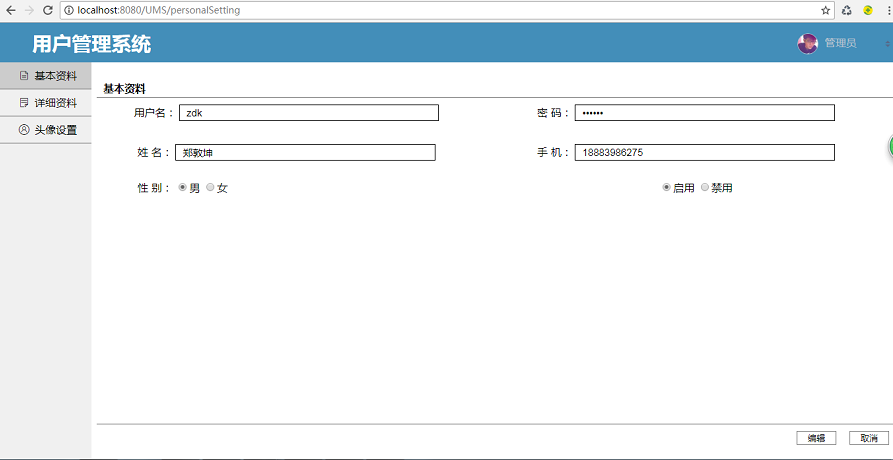 localhost:8080/UMS/personalSetting
用户管理系统
管理员
基本资料
详细资料
头像设置
基本资料
用户名： zdk
密 码： ••••••
姓 名： 郑敦坤
手 机： 18883986275
性 别： 男 女
启用 禁用
编辑 取消